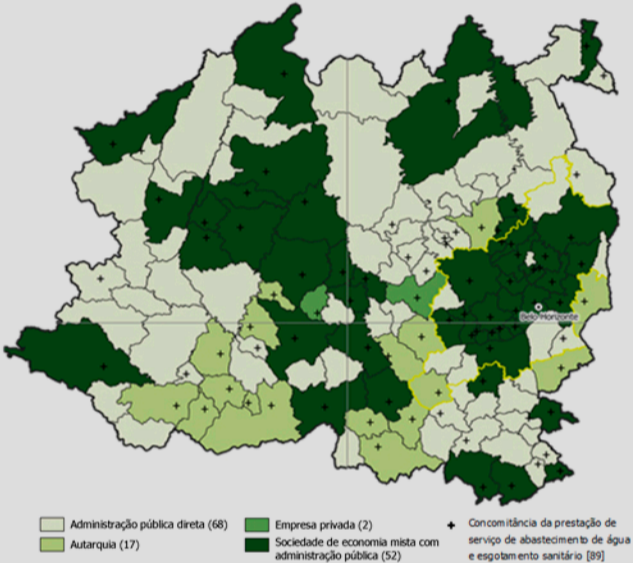 Belo Horizonte
Administração pública direta (68)
Autarquia (17)
Empresa privada (2)
Sociedade de economia mista com
administração pública (52)
Concomitância da prestação de
serviço de abastecimento de água
e esgotamento sanitário [89]